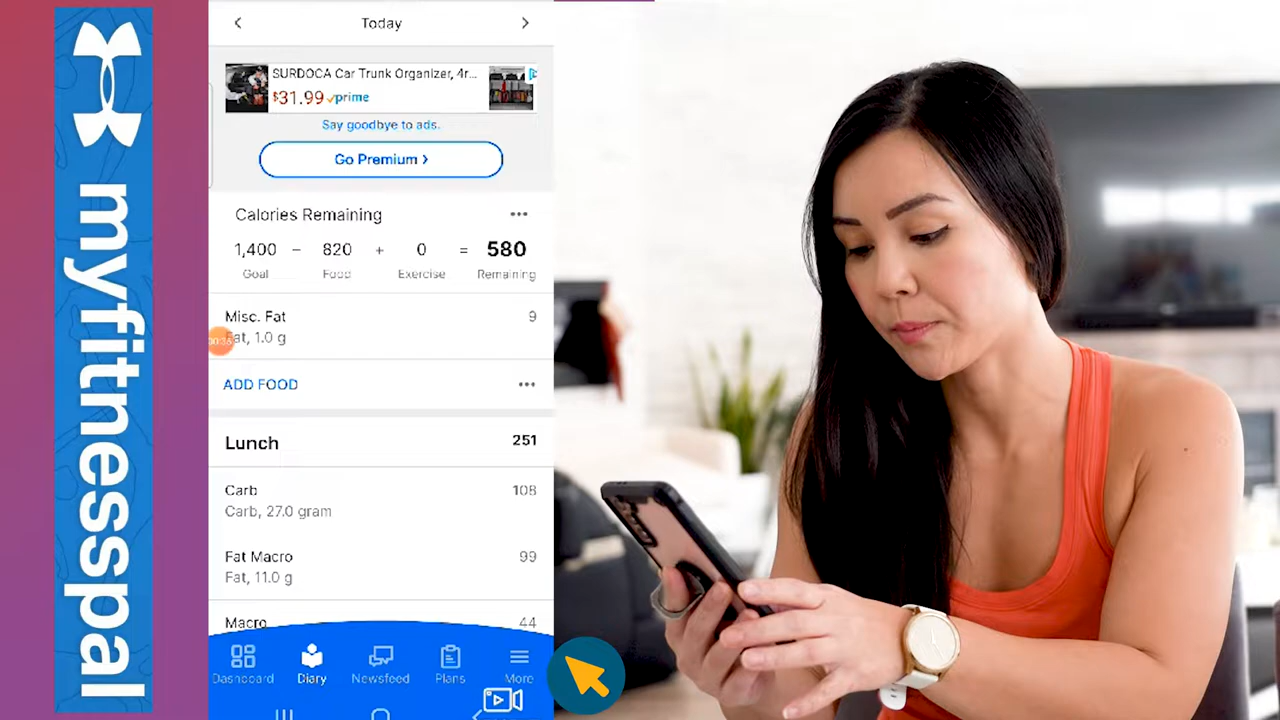 myfitnesspal
Today
SURDOCA Car Trunk Organizer, 4r...
$31.99 prime
Say goodbye to ads.
Go Premium >
Calories Remaining
1,400 - 820 + 0 = 580
Goal Food Exercise Remaining
Misc. Fat 9
Fat, 1.0 g
ADD FOOD
Lunch 251
Carb 108
Carb, 27.0 gram
Fat Macro 99
Fat, 11.0 g
Macro 44
Dashboard Diary Newsfeed Plans More